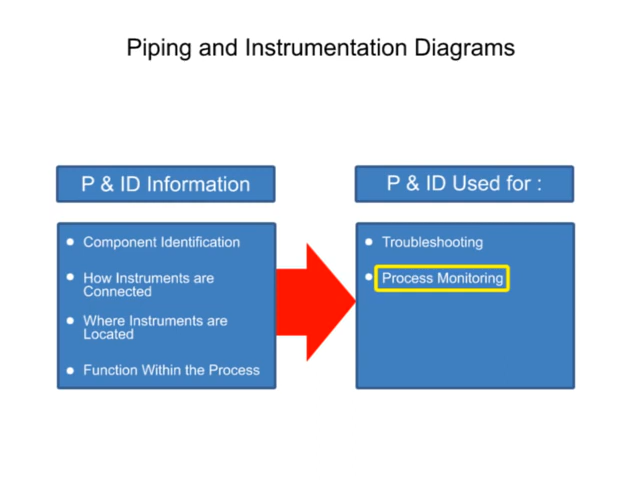 Piping and Instrumentation Diagrams
P & ID Information
Component Identification
How Instruments are
Connected
Where Instruments are
Located
Function Within the Process
P & ID Used for :
Troubleshooting
Process Monitoring